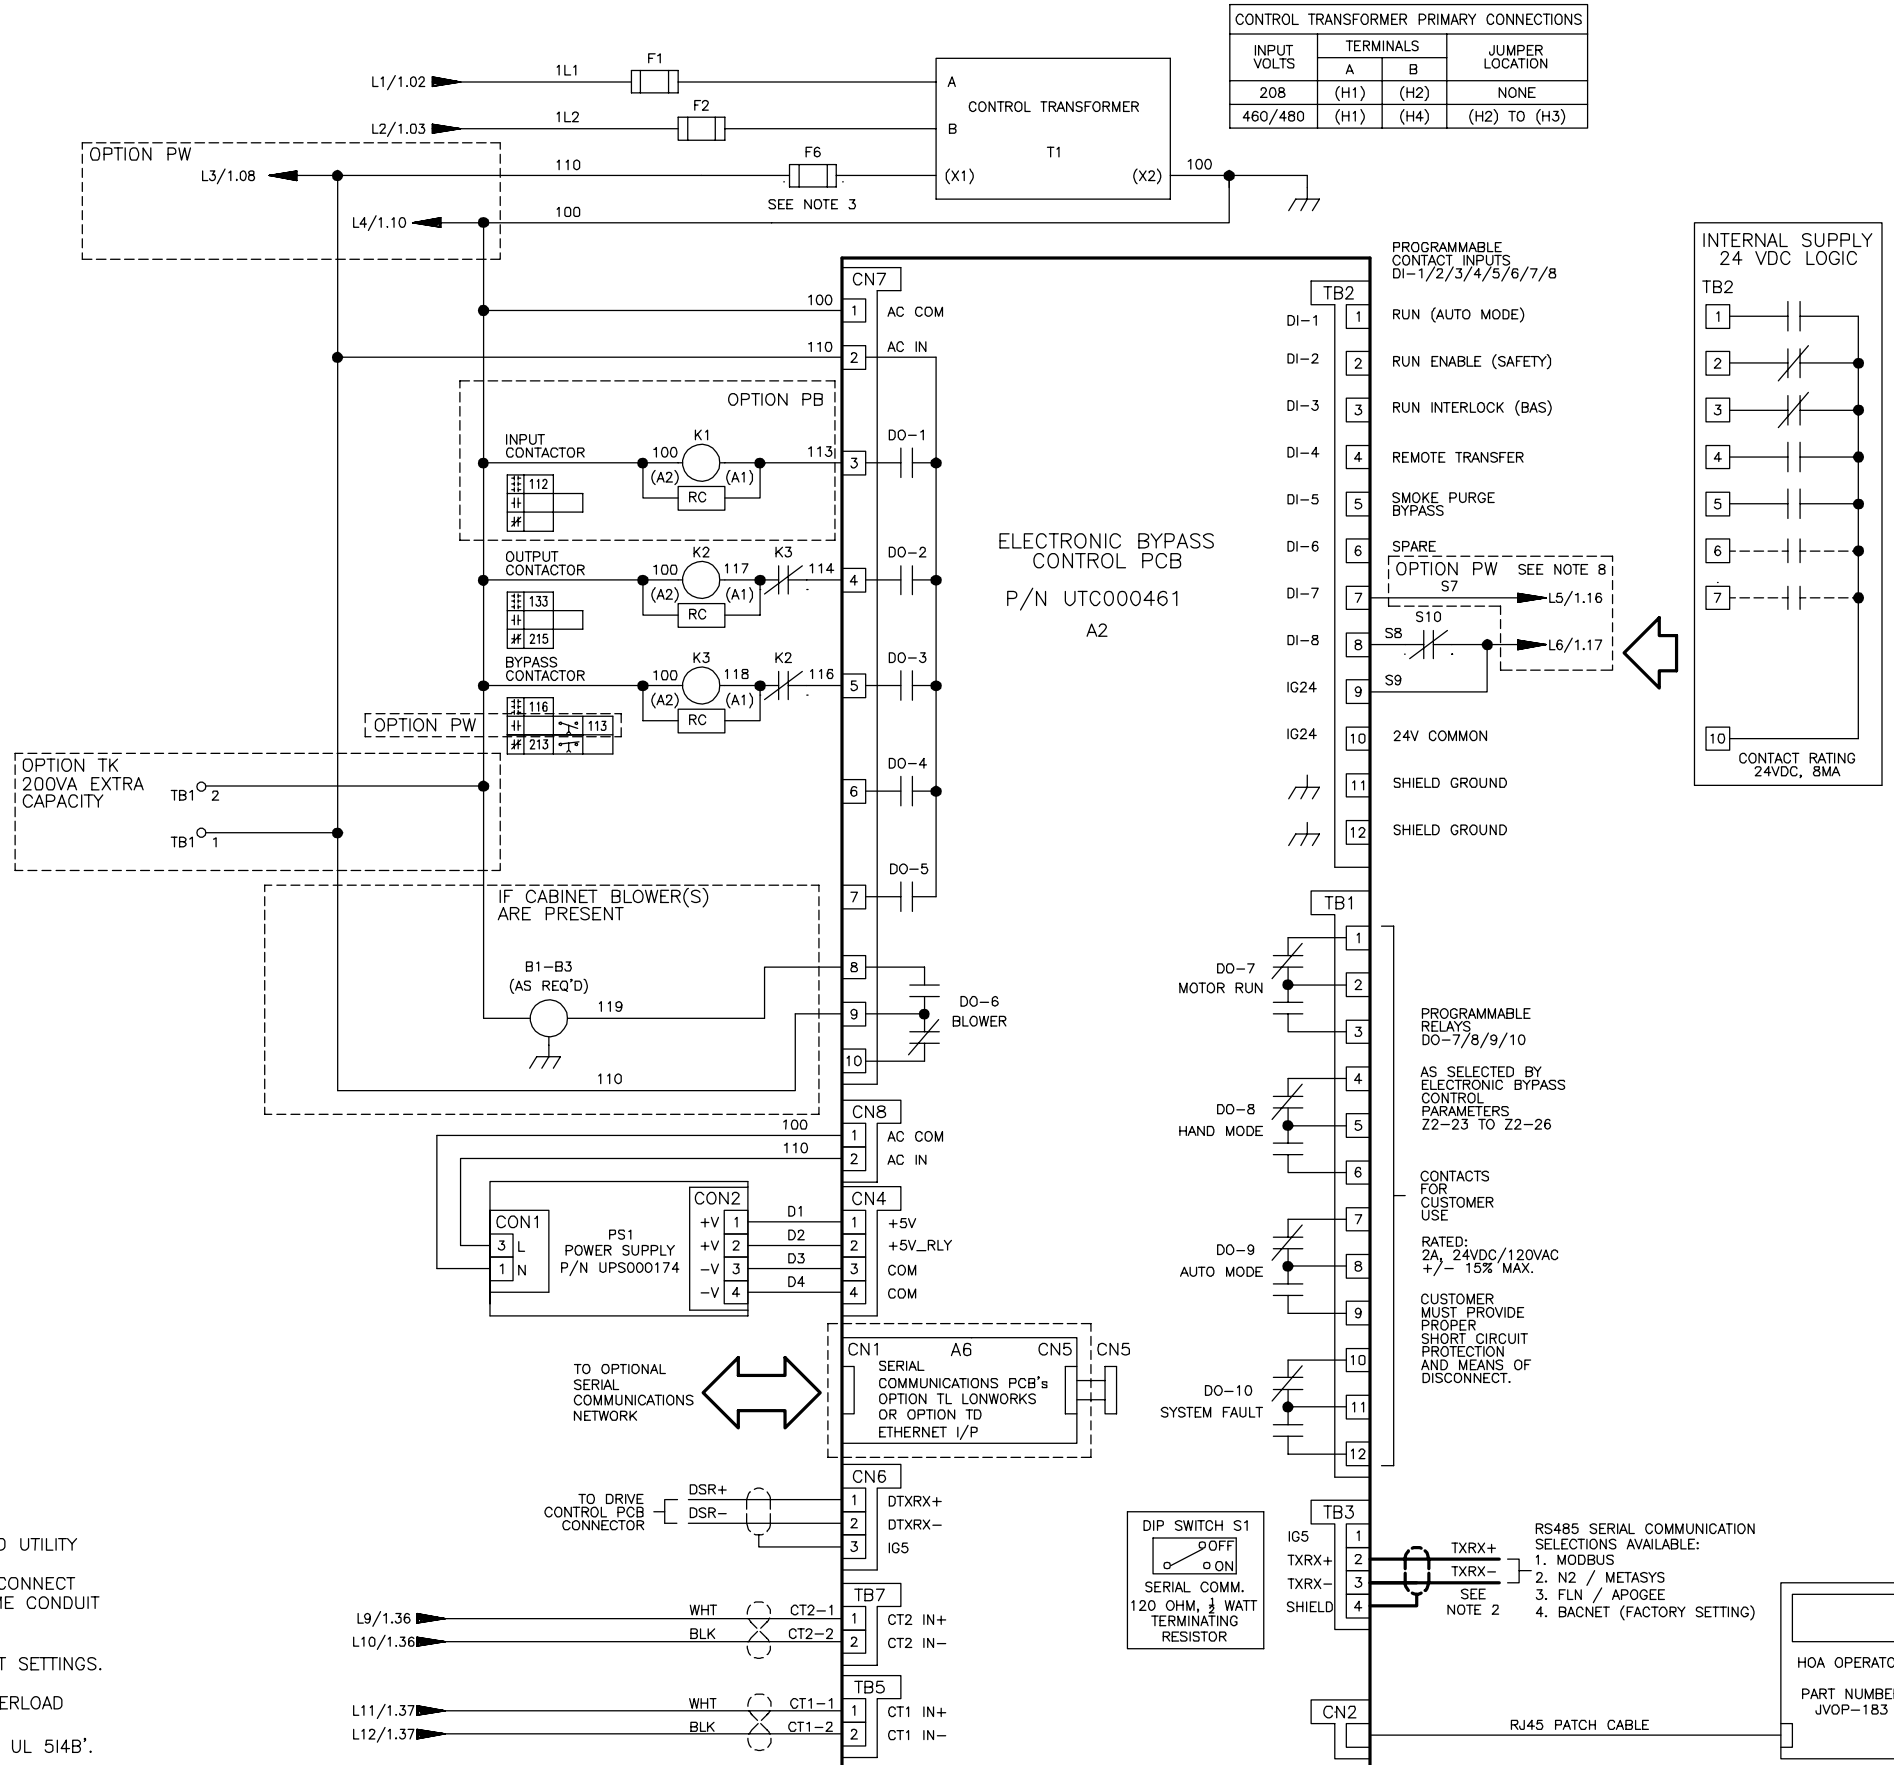 CONTROL TRANSFORMER PRIMARY CONNECTIONS
INPUT VOLTS
TERMINALS
JUMPER LOCATION
A B
208 (H1) (H2) NONE
460/480 (H1) (H4) (H2) TO (H3)
L1/1.02 1L1 F1 A
CONTROL TRANSFORMER
L2/1.03 1L2 F2 B
T1
OPTION PW
L3/1.08 110 F6 (X1) (X2) 100
SEE NOTE 3
L4/1.10 100
CN7
100 1 AC COM
110 2 AC IN
OPTION PB
INPUT
CONTACTOR
K1
100 113 3 DO-1
(A2) (A1)
RC
112
OUTPUT
CONTACTOR
K2 K3
100 117 114 4 DO-2
(A2) (A1)
RC
133
215
BYPASS
CONTACTOR
K3 K2
100 118 116 5 DO-3
(A2) (A1)
RC
116
OPTION PW
113
213
OPTION TK
200VA EXTRA
CAPACITY
TB1 2
TB1 1
6 DO-4
7 DO-5
IF CABINET BLOWER(S)
ARE PRESENT
B1-B3
(AS REQ'D)
119
110
8
9
10
DO-6
BLOWER
ELECTRONIC BYPASS
CONTROL PCB
P/N UTC000461
A2
CN8
100 1 AC COM
110 2 AC IN
CON1
3 L
1 N
PS1
POWER SUPPLY
P/N UPS000174
CON2
CN4
+V 1 D1 1 +5V
+V 2 D2 2 +5V_RLY
-V 3 D3 3 COM
-V 4 D4 4 COM
TO OPTIONAL
SERIAL
COMMUNICATIONS
NETWORK
CN1 A6 CN5 CN5
SERIAL
COMMUNICATIONS PCB's
OPTION TL LONWORKS
OR OPTION TD
ETHERNET I/P
CN6
TO DRIVE
CONTROL PCB
CONNECTOR
DSR+ 1 DTXRX+
DSR- 2 DTXRX-
3 IG5
TB7
L9/1.36 WHT CT2-1 1 CT2 IN+
L10/1.36 BLK CT2-2 2 CT2 IN-
TB5
L11/1.37 WHT CT1-1 1 CT1 IN+
L12/1.37 BLK CT1-2 2 CT1 IN-
PROGRAMMABLE
CONTACT INPUTS
DI-1/2/3/4/5/6/7/8
TB2
DI-1 1 RUN (AUTO MODE)
DI-2 2 RUN ENABLE (SAFETY)
DI-3 3 RUN INTERLOCK (BAS)
DI-4 4 REMOTE TRANSFER
DI-5 5 SMOKE PURGE
BYPASS
DI-6 6 SPARE
OPTION PW SEE NOTE 8
DI-7 7 S7 L5/1.16
S10
DI-8 8 S8 L6/1.17
IG24 9 S9
IG24 10 24V COMMON
11 SHIELD GROUND
12 SHIELD GROUND
INTERNAL SUPPLY
24 VDC LOGIC
TB2
1
2
3
4
5
6
7
10
CONTACT RATING
24VDC, 8MA
TB1
1
DO-7 2
MOTOR RUN
3
4
DO-8 5
HAND MODE
6
7
DO-9 8
AUTO MODE
9
10
DO-10 11
SYSTEM FAULT
12
PROGRAMMABLE
RELAYS
DO-7/8/9/10
AS SELECTED BY
ELECTRONIC BYPASS
CONTROL
PARAMETERS
Z2-23 TO Z2-26
CONTACTS
FOR
CUSTOMER
USE
RATED:
2A, 24VDC/120VAC
+/- 15% MAX.
CUSTOMER
MUST PROVIDE
PROPER
SHORT CIRCUIT
PROTECTION
AND MEANS OF
DISCONNECT.
DIP SWITCH S1
OFF
ON
SERIAL COMM.
120 OHM, ½ WATT
TERMINATING
RESISTOR
TB3
IG5 1
TXRX+ 2 TXRX+
TXRX- 3 TXRX-
SHIELD 4
SEE
NOTE 2
RS485 SERIAL COMMUNICATION
SELECTIONS AVAILABLE:
1. MODBUS
2. N2 / METASYS
3. FLN / APOGEE
4. BACNET (FACTORY SETTING)
CN2
RJ45 PATCH CABLE
HOA OPERATO
PART NUMBER
JVOP-183
UTILITY
CONNECT
CONDUIT
SETTINGS.
ERLOAD
UL 514B'.